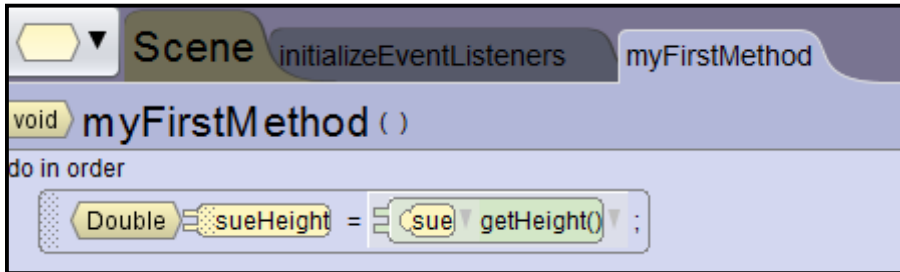 Scene initializeEventListeners myFirstMethod
void myFirstMethod ( )
do in order
Double sueHeight = sue getHeight() ;